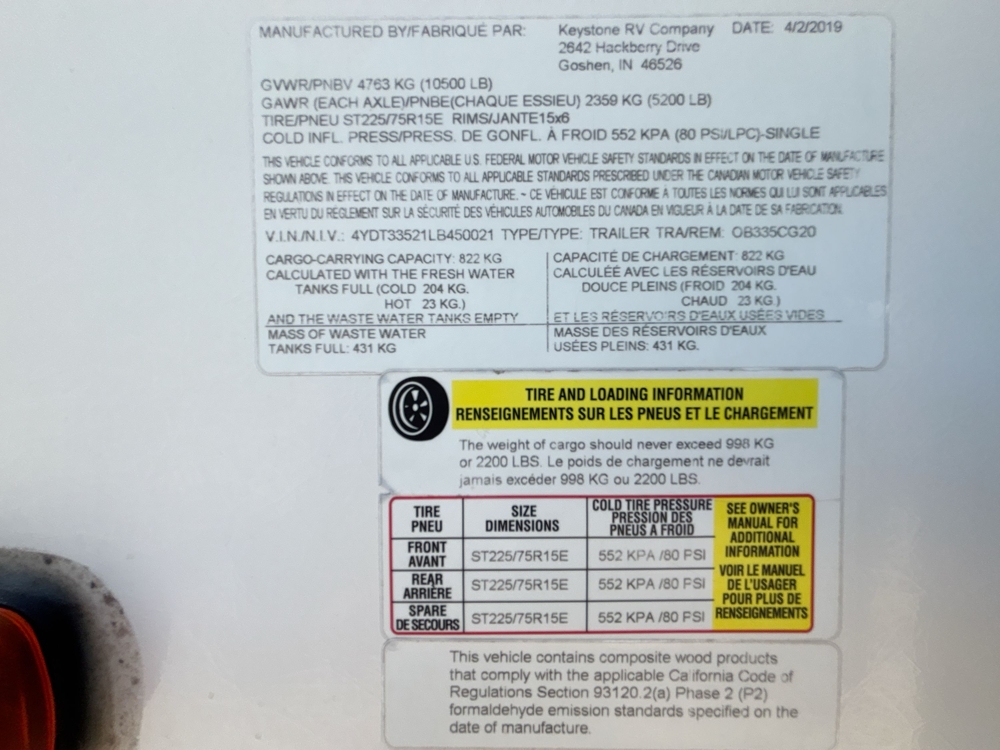 MANUFACTURED BY/FABRIQUÉ PAR: Keystone RV Company DATE: 4/2/2019
2642 Hackberry Drive
Goshen, IN 46526
GVWR/PNBV 4763 KG (10500 LB)
GAWR (EACH AXLE)/PNBE(CHAQUE ESSIEU) 2359 KG (5200 LB)
TIRE/PNEU ST225/75R15E RIMS/JANTE15x6
COLD INFL. PRESS/PRESS. DE GONFL. À FROID 552 KPA (80 PSI/LPC)-SINGLE
THIS VEHICLE CONFORMS TO ALL APPLICABLE U.S. FEDERAL MOTOR VEHICLE SAFETY STANDARDS IN EFFECT ON THE DATE OF MANUFACTURE
SHOWN ABOVE. THIS VEHICLE CONFORMS TO ALL APPLICABLE STANDARDS PRESCRIBED UNDER THE CANADIAN MOTOR VEHICLE SAFETY
REGULATIONS IN EFFECT ON THE DATE OF MANUFACTURE. ~ CE VÉHICULE EST CONFORME À TOUTES LES NORMES QUI LUI SONT APPLICABLES
EN VERTU DU RÈGLEMENT SUR LA SÉCURITÉ DES VÉHICULES AUTOMOBILES DU CANADA EN VIGUEUR À LA DATE DE SA FABRICATION.
V.I.N./N.I.V.: 4YDT33521LB450021 TYPE/TYPE: TRAILER TRA/REM: OB335CG20
CARGO-CARRYING CAPACITY: 822 KG
CALCULATED WITH THE FRESH WATER
TANKS FULL (COLD 204 KG.
HOT 23 KG.)
AND THE WASTE WATER TANKS EMPTY
MASS OF WASTE WATER
TANKS FULL: 431 KG
CAPACITÉ DE CHARGEMENT: 822 KG
CALCULÉE AVEC LES RÉSERVOIRS D'EAU
DOUCE PLEINS (FROID 204 KG.
CHAUD 23 KG.)
ET LES RÉSERVOIRS D'EAUX USÉES VIDES
MASSE DES RÉSERVOIRS D'EAUX
USÉES PLEINS: 431 KG.
TIRE AND LOADING INFORMATION
RENSEIGNEMENTS SUR LES PNEUS ET LE CHARGEMENT
The weight of cargo should never exceed 998 KG
or 2200 LBS. Le poids de chargement ne devrait
jamais excéder 998 KG ou 2200 LBS.
TIRE
PNEU
SIZE
DIMENSIONS
COLD TIRE PRESSURE
PRESSION DES
PNEUS A FROID
FRONT
AVANT
ST225/75R15E
552 KPA /80 PSI
REAR
ARRIÈRE
ST225/75R15E
552 KPA /80 PSI
SPARE
DE SECOURS
ST225/75R15E
552 KPA /80 PSI
SEE OWNER'S
MANUAL FOR
ADDITIONAL
INFORMATION
VOIR LE MANUEL
DE L'USAGER
POUR PLUS DE
RENSEIGNEMENTS
This vehicle contains composite wood products
that comply with the applicable California Code of
Regulations Section 93120.2(a) Phase 2 (P2)
formaldehyde emission standards specified on the
date of manufacture.